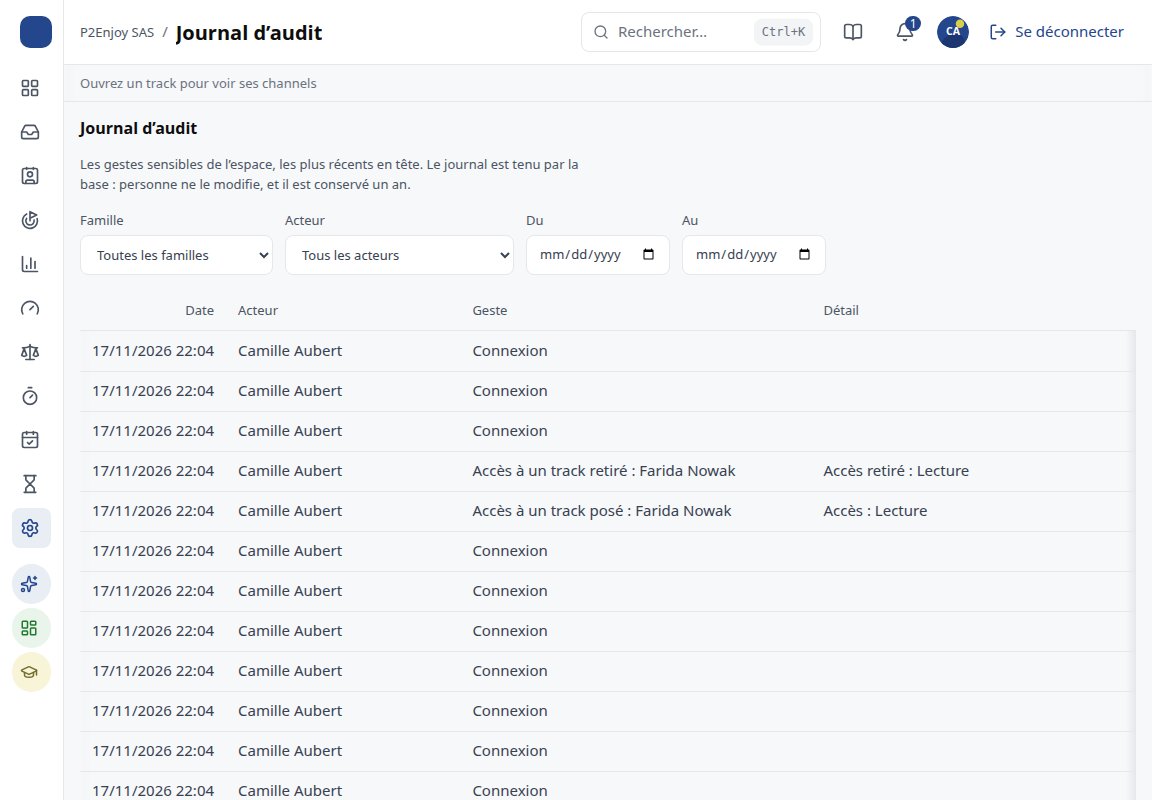 P2Enjoy SAS / Journal d’audit
Rechercher... Ctrl+K
1
CA
Se déconnecter
Ouvrez un track pour voir ses channels
Journal d’audit
Les gestes sensibles de l’espace, les plus récents en tête. Le journal est tenu par la
base : personne ne le modifie, et il est conservé un an.
Famille Acteur Du Au
Toutes les familles Tous les acteurs mm/dd/yyyy mm/dd/yyyy
Date Acteur Geste Détail
17/11/2026 22:04 Camille Aubert Connexion
17/11/2026 22:04 Camille Aubert Connexion
17/11/2026 22:04 Camille Aubert Connexion
17/11/2026 22:04 Camille Aubert Accès à un track retiré : Farida Nowak Accès retiré : Lecture
17/11/2026 22:04 Camille Aubert Accès à un track posé : Farida Nowak Accès : Lecture
17/11/2026 22:04 Camille Aubert Connexion
17/11/2026 22:04 Camille Aubert Connexion
17/11/2026 22:04 Camille Aubert Connexion
17/11/2026 22:04 Camille Aubert Connexion
17/11/2026 22:04 Camille Aubert Connexion
17/11/2026 22:04 Camille Aubert Connexion
17/11/2026 22:04 Camille Aubert Connexion